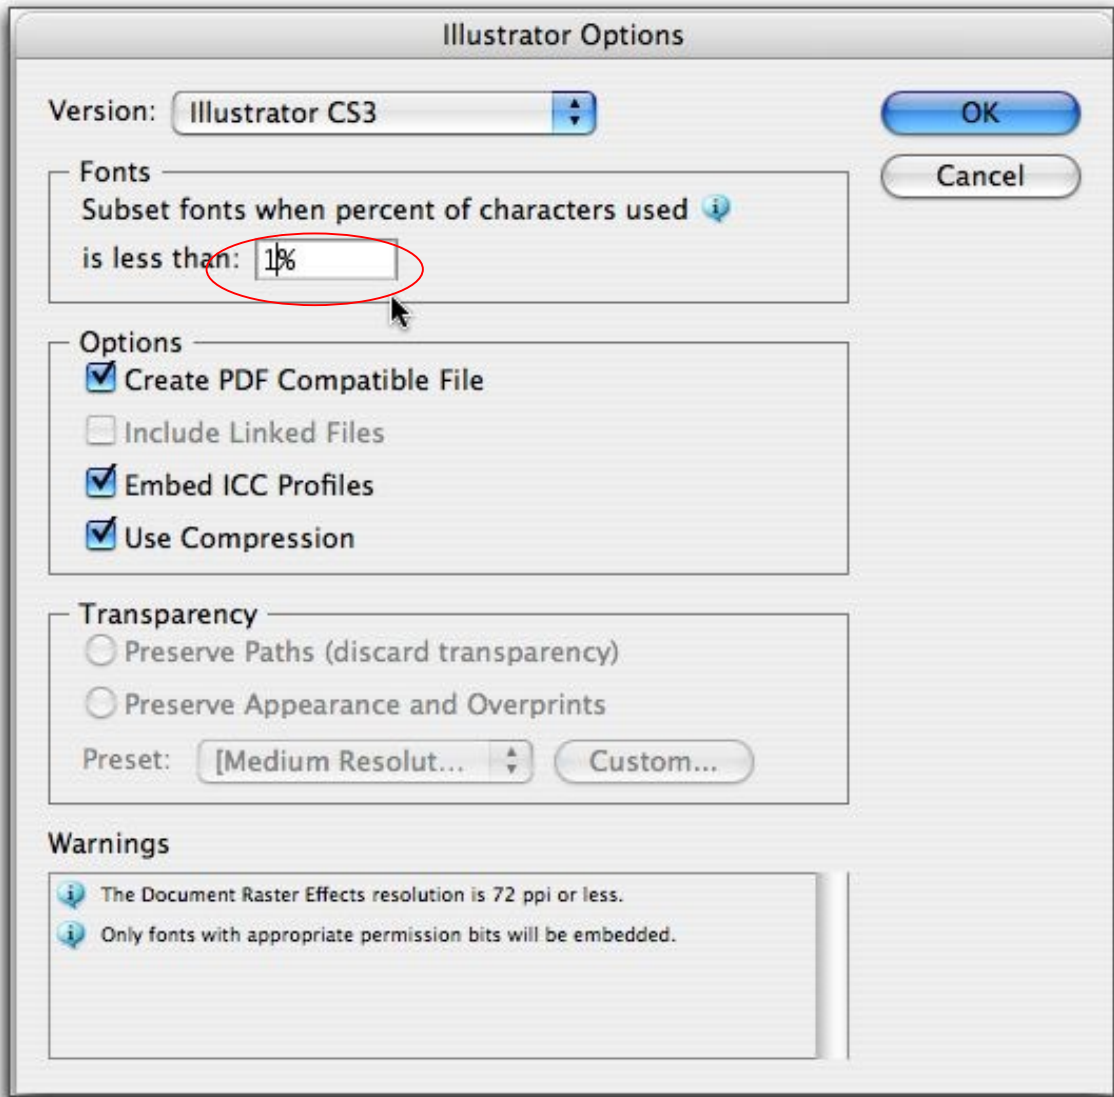 Illustrator Options
Version: Illustrator CS3
OK
Cancel
Fonts
Subset fonts when percent of characters used
is less than: 1%
Options
Create PDF Compatible File
Include Linked Files
Embed ICC Profiles
Use Compression
Transparency
Preserve Paths (discard transparency)
Preserve Appearance and Overprints
Preset: [Medium Resolut... Custom...
Warnings
The Document Raster Effects resolution is 72 ppi or less.
Only fonts with appropriate permission bits will be embedded.